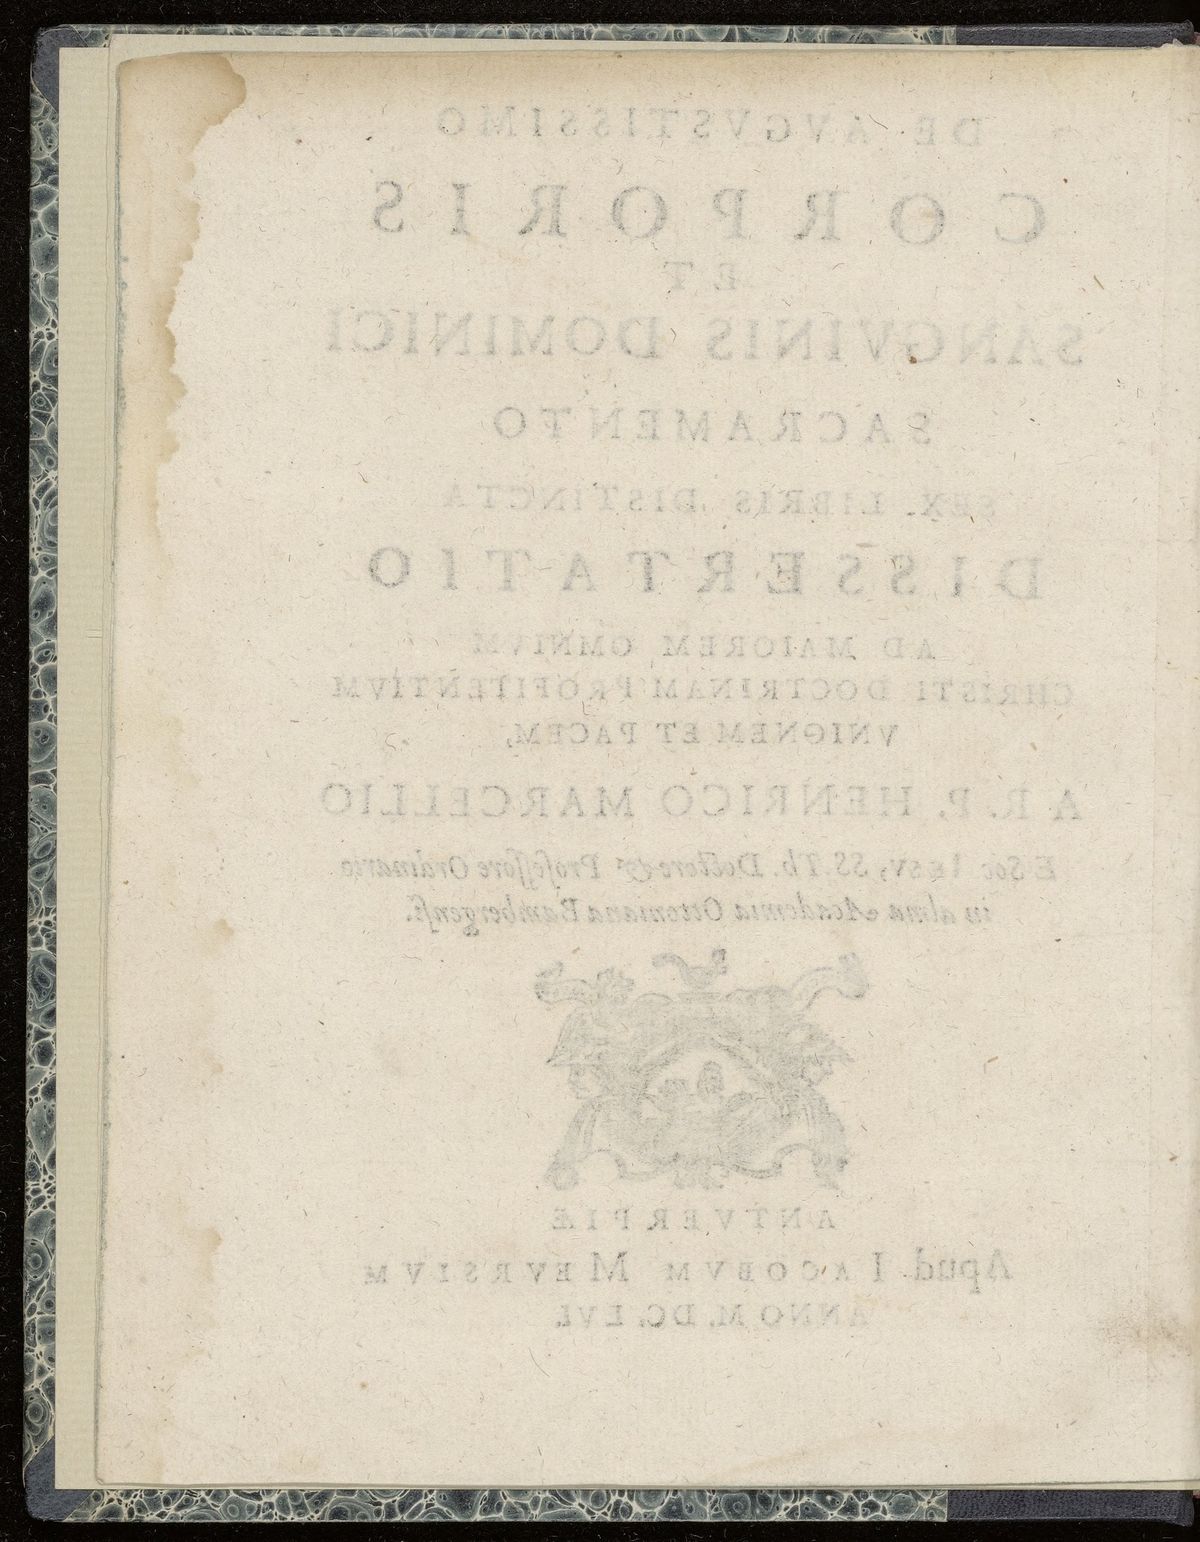 DE AVGVSTISSIMO
CORPORIS
ET
SANGVINIS DOMINICI
SACRAMENTO
SEX LIBRIS DISTINCTA
DISSERTATIO
AD MAIOREM OMNIVM
CHRISTI DOCTRINAM PROFITENTIVM
VNIONEM ET PACEM,
A R. P. HENRICO MARCELLIO
E Soc. IESV, SS. Th. Doctore & Professore Ordinario
in alma Academia Ottoniana Bambergensi.
ANTVERPIÆ
Apud IACOBVM MEVRSIVM
ANNO M. DC. LVI.